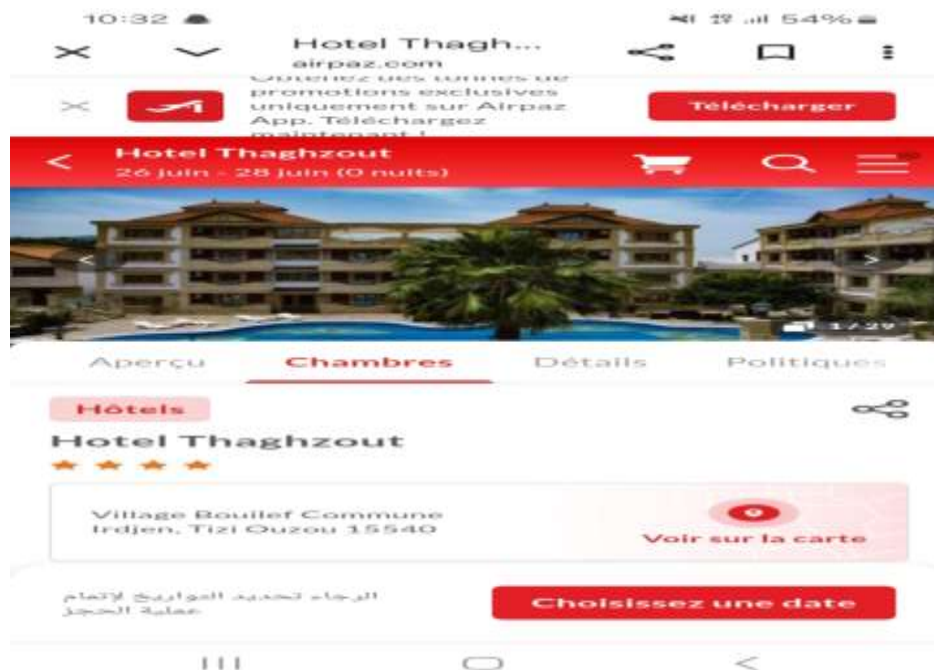 10:32
54%
Hotel Thagh...
airpaz.com
Obtenez des tonnes de
promotions exclusives
uniquement sur Airpaz
App. Téléchargez
maintenant !
Télécharger
Hotel Thaghzout
26 juin - 28 juin (0 nuits)
1 / 29
Aperçu
Chambres
Détails
Politiques
Hôtels
Hotel Thaghzout
Village Bouilef Commune
Irdjen, Tizi Ouzou 15540
Voir sur la carte
الرجاء تحديد التواريخ لإتمام
عملية الحجز
Choisissez une date